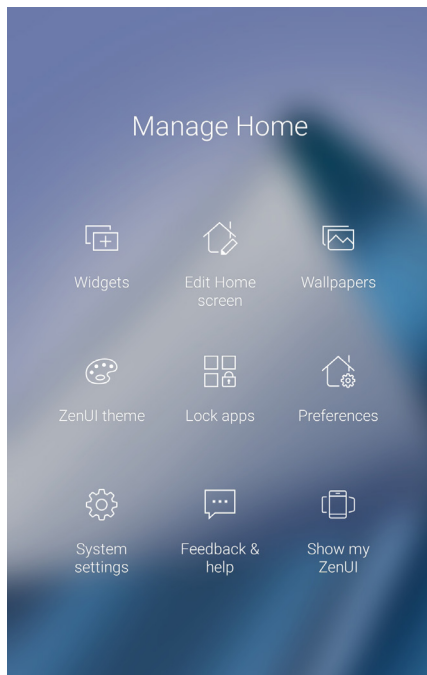 Manage Home
Widgets
Edit Home
screen
Wallpapers
ZenUI theme
Lock apps
Preferences
System
settings
Feedback &
help
Show my
ZenUI